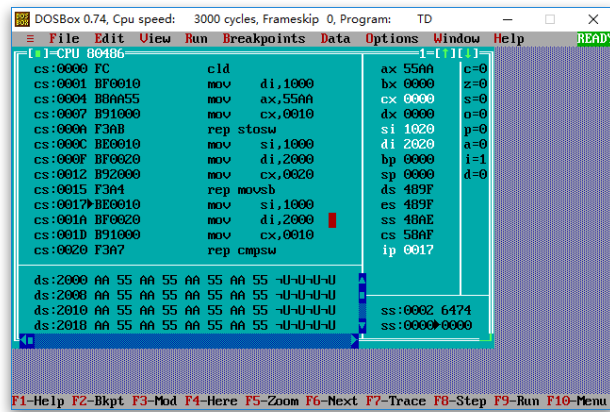 DOSBox 0.74, Cpu speed: 3000 cycles, Frameskip 0, Program: TD
≡ File Edit View Run Breakpoints Data Options Window Help READY
[■]=CPU 80486 1=[↑][↓]
cs:0000 FC cld ax 55AA c=0
cs:0001 BF0010 mov di,1000 bx 0000 z=0
cs:0004 B8AA55 mov ax,55AA cx 0000 s=0
cs:0007 B91000 mov cx,0010 dx 0000 o=0
cs:000A F3AB rep stosw si 1020 p=0
cs:000C BE0010 mov si,1000 di 2020 a=0
cs:000F BF0020 mov di,2000 bp 0000 i=1
cs:0012 B92000 mov cx,0020 sp 0000 d=0
cs:0015 F3A4 rep movsb ds 489F
cs:0017►BE0010 mov si,1000 es 489F
cs:001A BF0020 mov di,2000 ss 48AE
cs:001D B91000 mov cx,0010 cs 58AF
cs:0020 F3A7 rep cmpsw ip 0017
ds:2000 AA 55 AA 55 AA 55 AA 55 ¬U¬U¬U¬U
ds:2008 AA 55 AA 55 AA 55 AA 55 ¬U¬U¬U¬U
ds:2010 AA 55 AA 55 AA 55 AA 55 ¬U¬U¬U¬U ss:0002 6474
ds:2018 AA 55 AA 55 AA 55 AA 55 ¬U¬U¬U¬U ss:0000►0000
F1-Help F2-Bkpt F3-Mod F4-Here F5-Zoom F6-Next F7-Trace F8-Step F9-Run F10-Menu